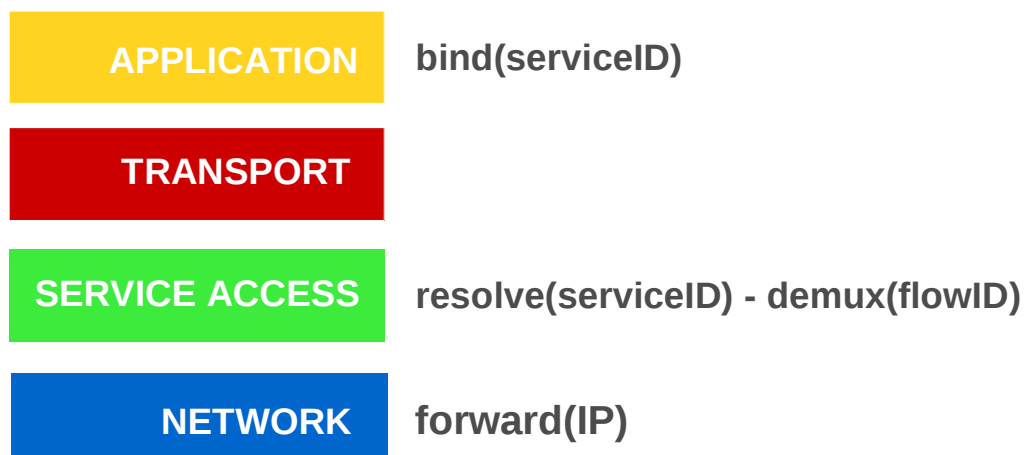 APPLICATION bind(serviceID)
TRANSPORT
SERVICE ACCESS resolve(serviceID) - demux(flowID)
NETWORK forward(IP)